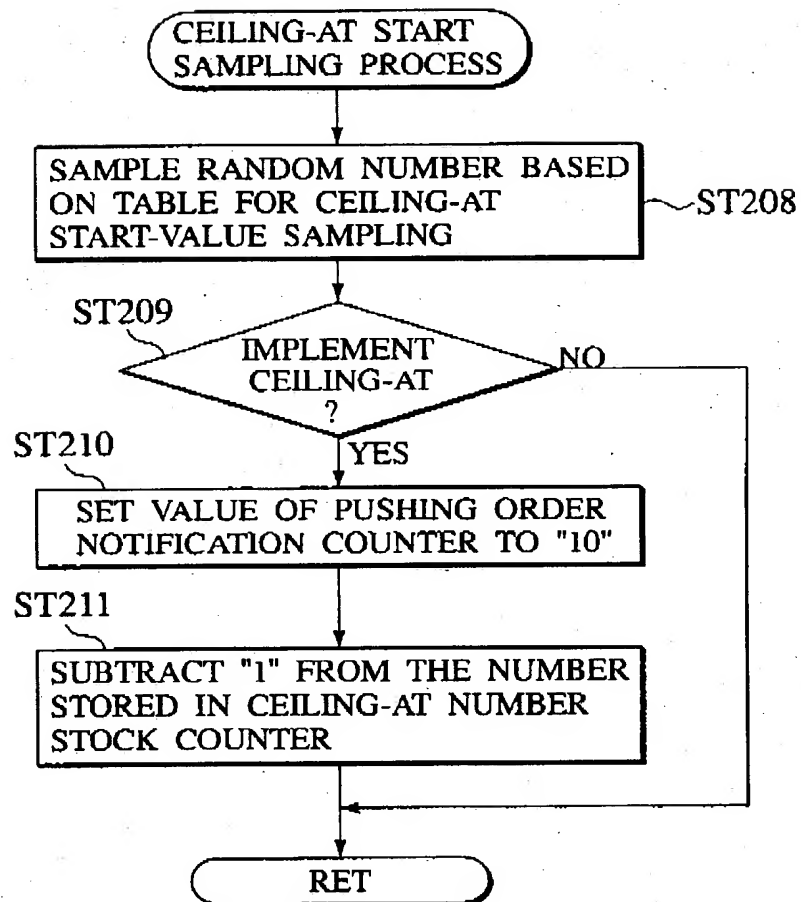 CEILING-AT START
SAMPLING PROCESS
SAMPLE RANDOM NUMBER BASED
ON TABLE FOR CEILING-AT
START-VALUE SAMPLING
ST208
ST209
IMPLEMENT
CEILING-AT
?
NO
YES
ST210
SET VALUE OF PUSHING ORDER
NOTIFICATION COUNTER TO "10"
ST211
SUBTRACT "1" FROM THE NUMBER
STORED IN CEILING-AT NUMBER
STOCK COUNTER
RET